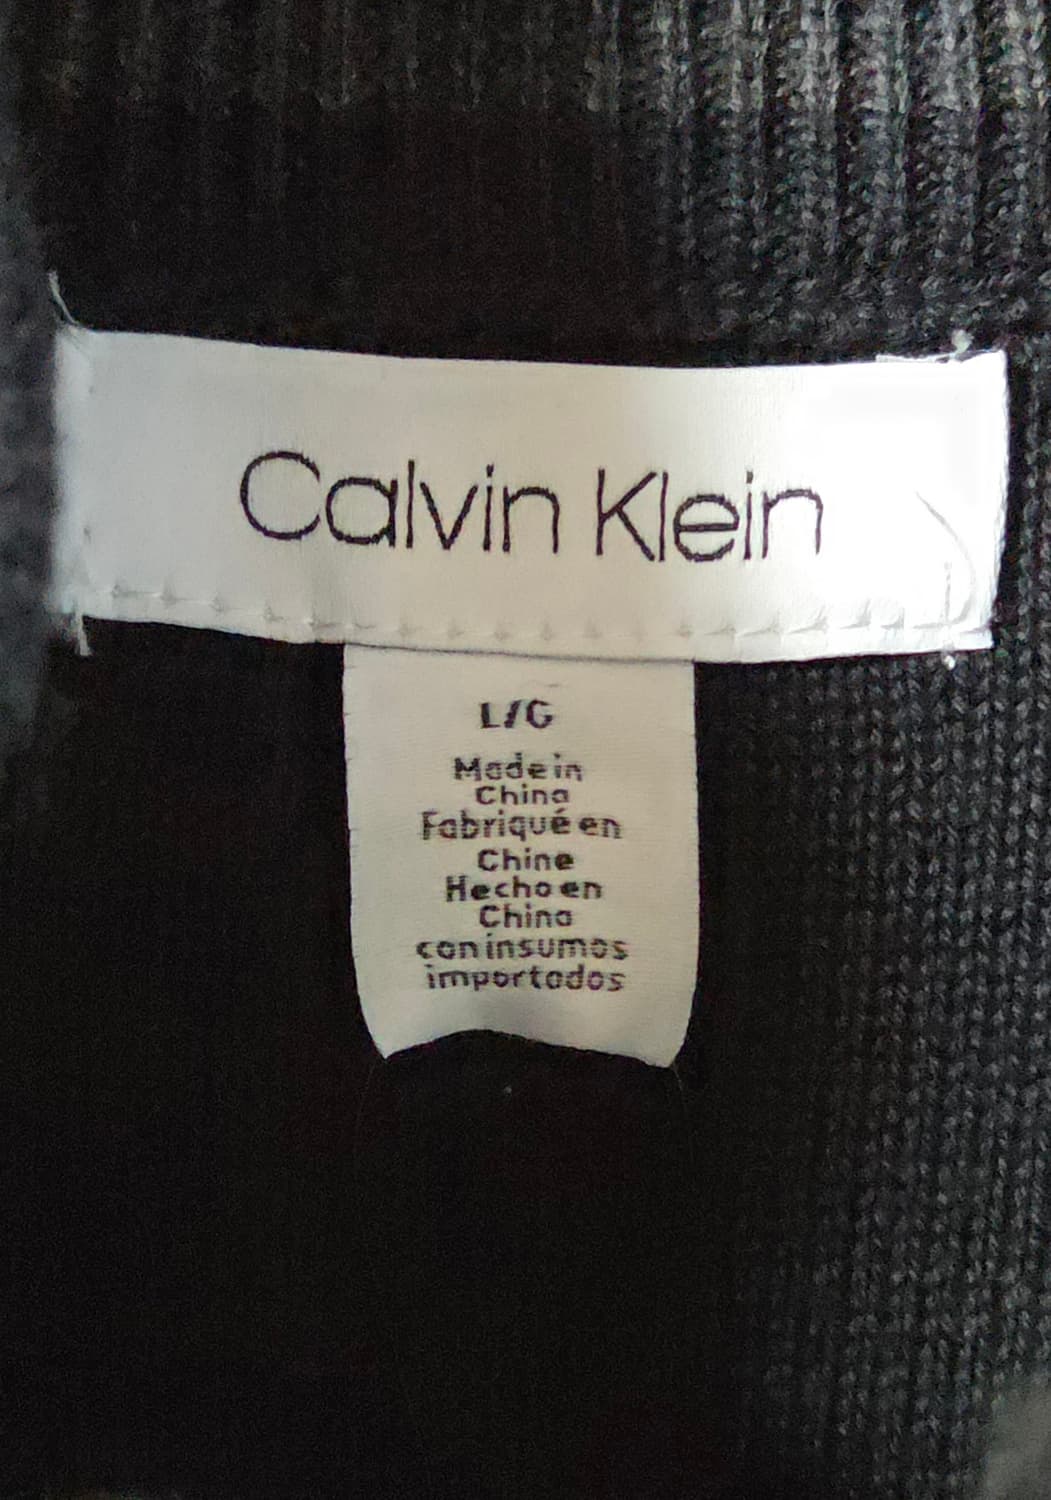 Calvin Klein
L/G
Made in
China
Fabriqué en
Chine
Hecho en
China
con insumos
importados